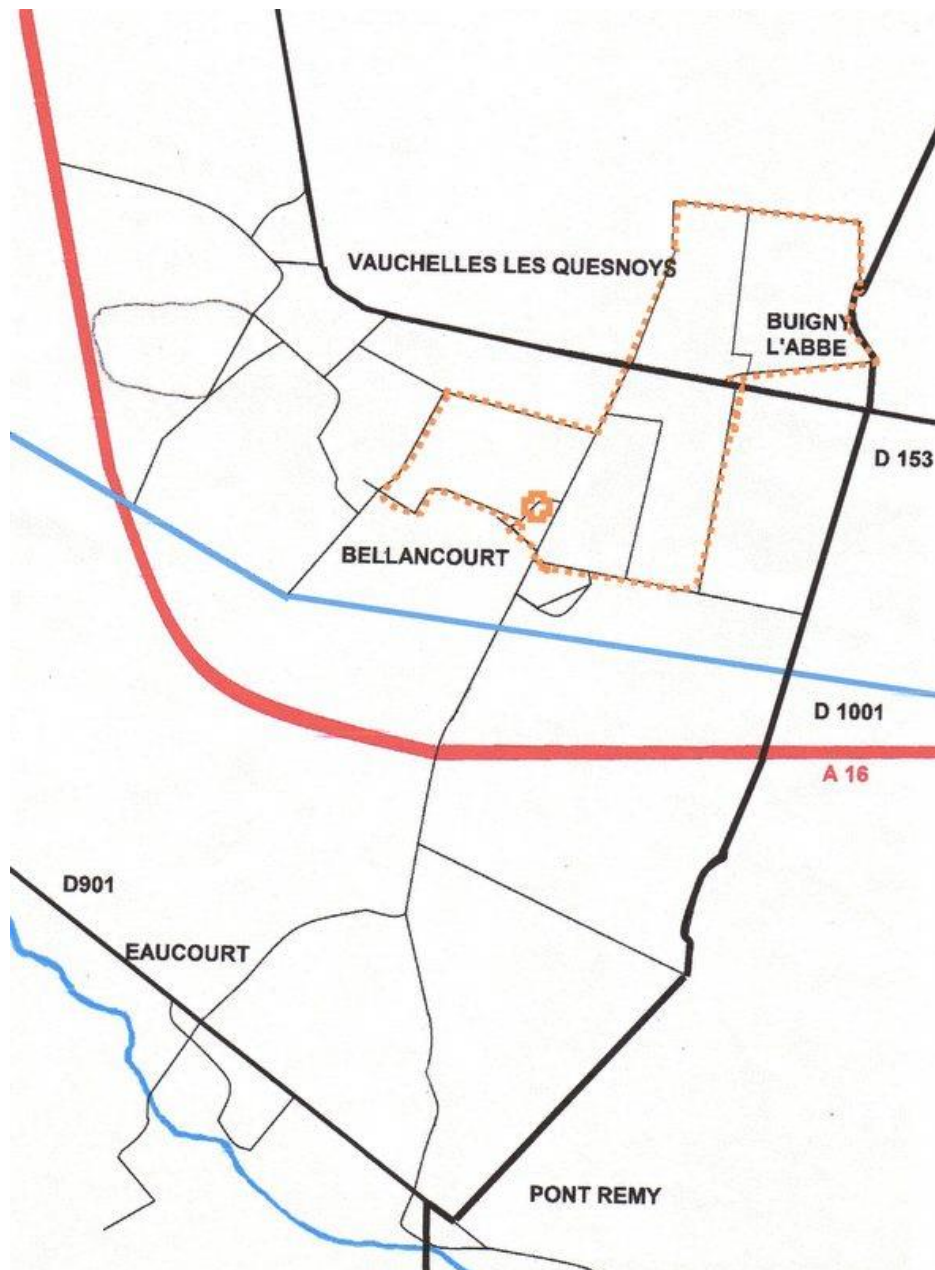 VAUCHELLES LES QUESNOYS
BUIGNY
L'ABBE
D 153
BELLANCOURT
D 1001
A 16
D901
EAUCOURT
PONT REMY